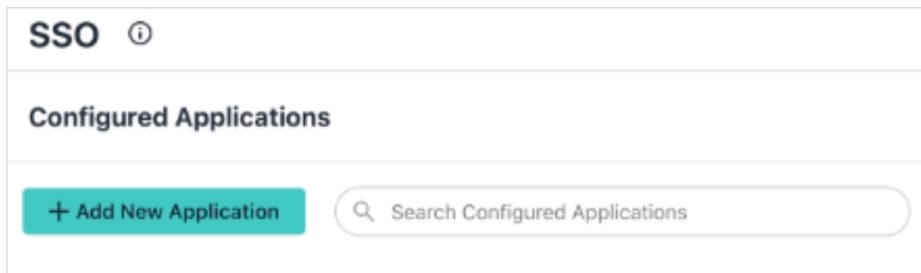 SSO
Configured Applications
+ Add New Application
Search Configured Applications